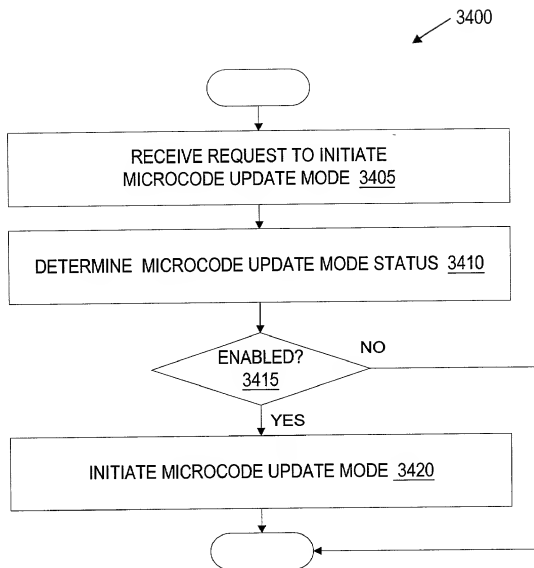 3400
RECEIVE REQUEST TO INITIATE
MICROCODE UPDATE MODE 3405
DETERMINE MICROCODE UPDATE MODE STATUS 3410
ENABLED?
3415
NO
YES
INITIATE MICROCODE UPDATE MODE 3420